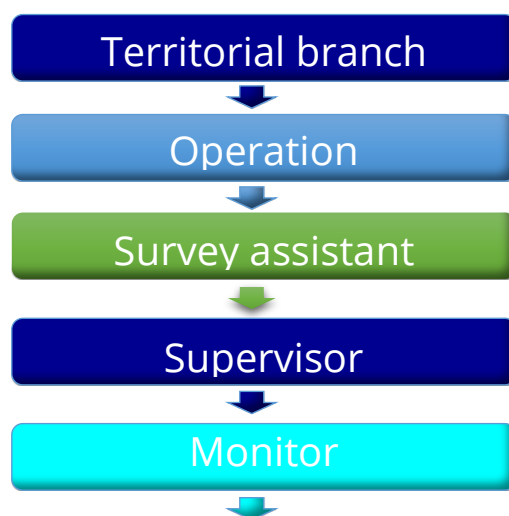 Territorial branch
Operation
Survey assistant
Supervisor
Monitor